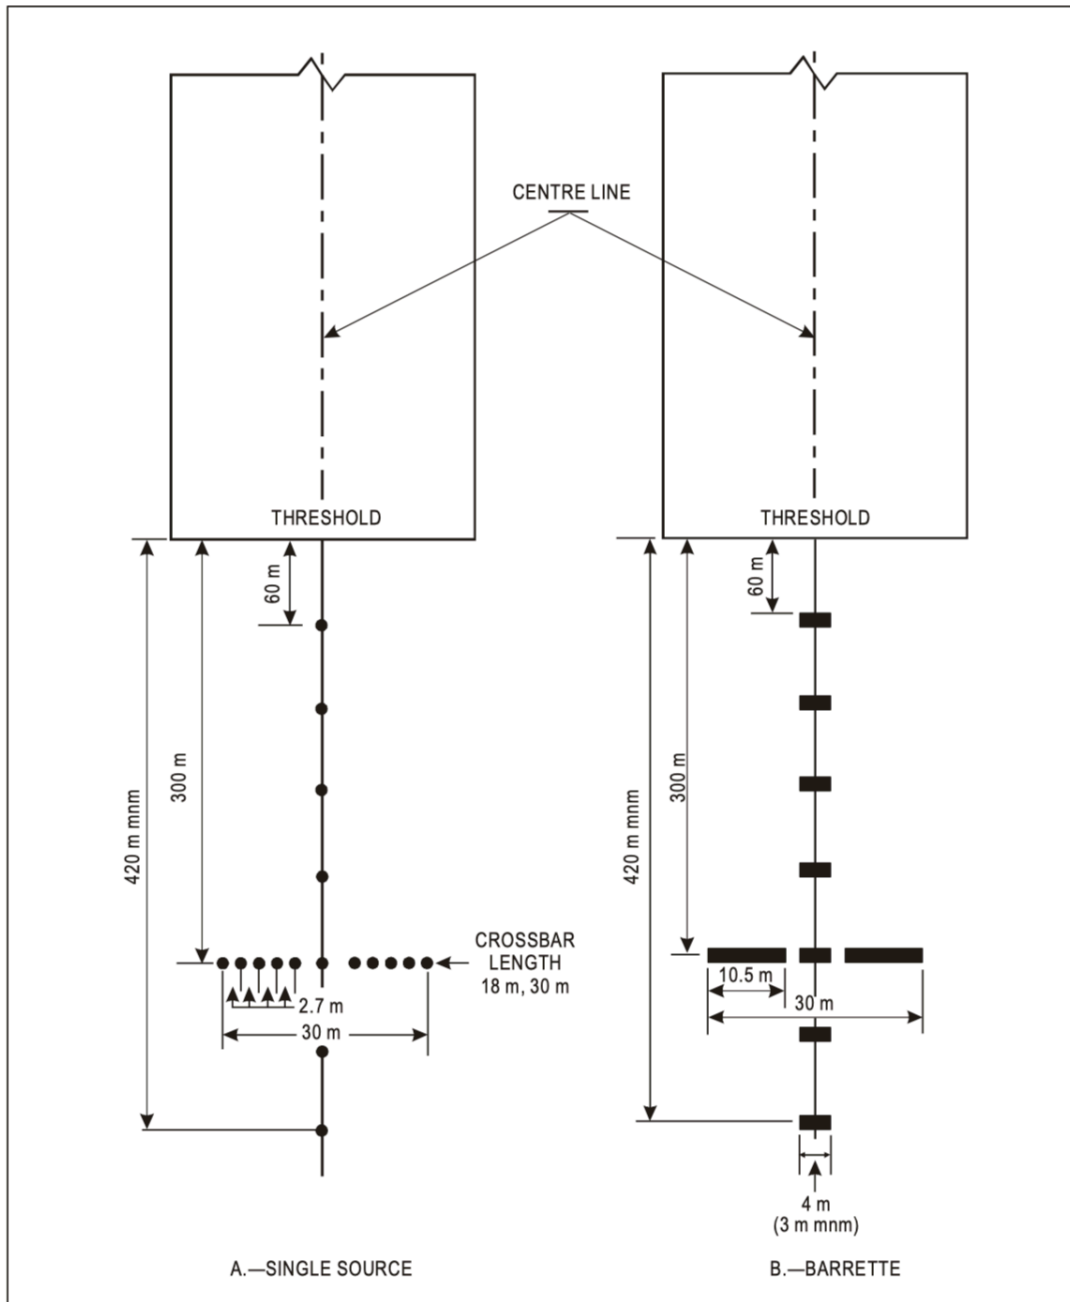 CENTRE LINE
THRESHOLD
THRESHOLD
60 m
60 m
300 m
300 m
420 m mnm
420 m mnm
CROSSBAR
LENGTH
18 m, 30 m
2.7 m
30 m
10.5 m
30 m
4 m
(3 m mnm)
A.—SINGLE SOURCE
B.—BARRETTE